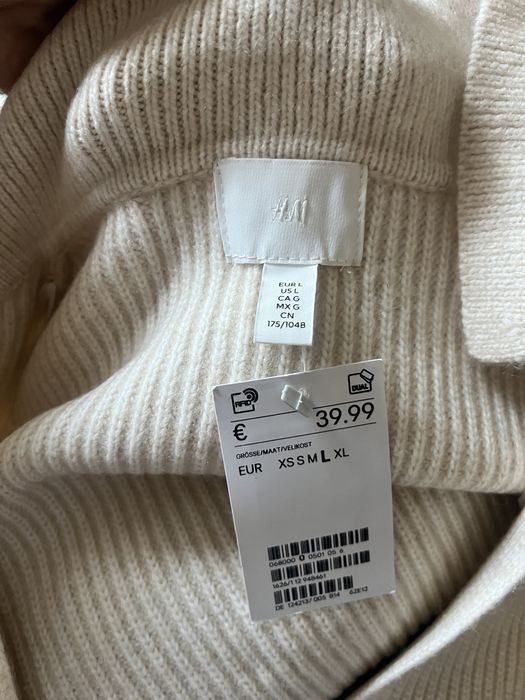 H&M
EUR L
US L
CA G
MX G
CN
175/104B
RFID
DUAL
€ 39.99
GRÖSSE/MAAT/VELIKOST
EUR XS S M L XL
068000 0 0501 05 6
1626/112 948461
DE 1242137 005 B14 62E12